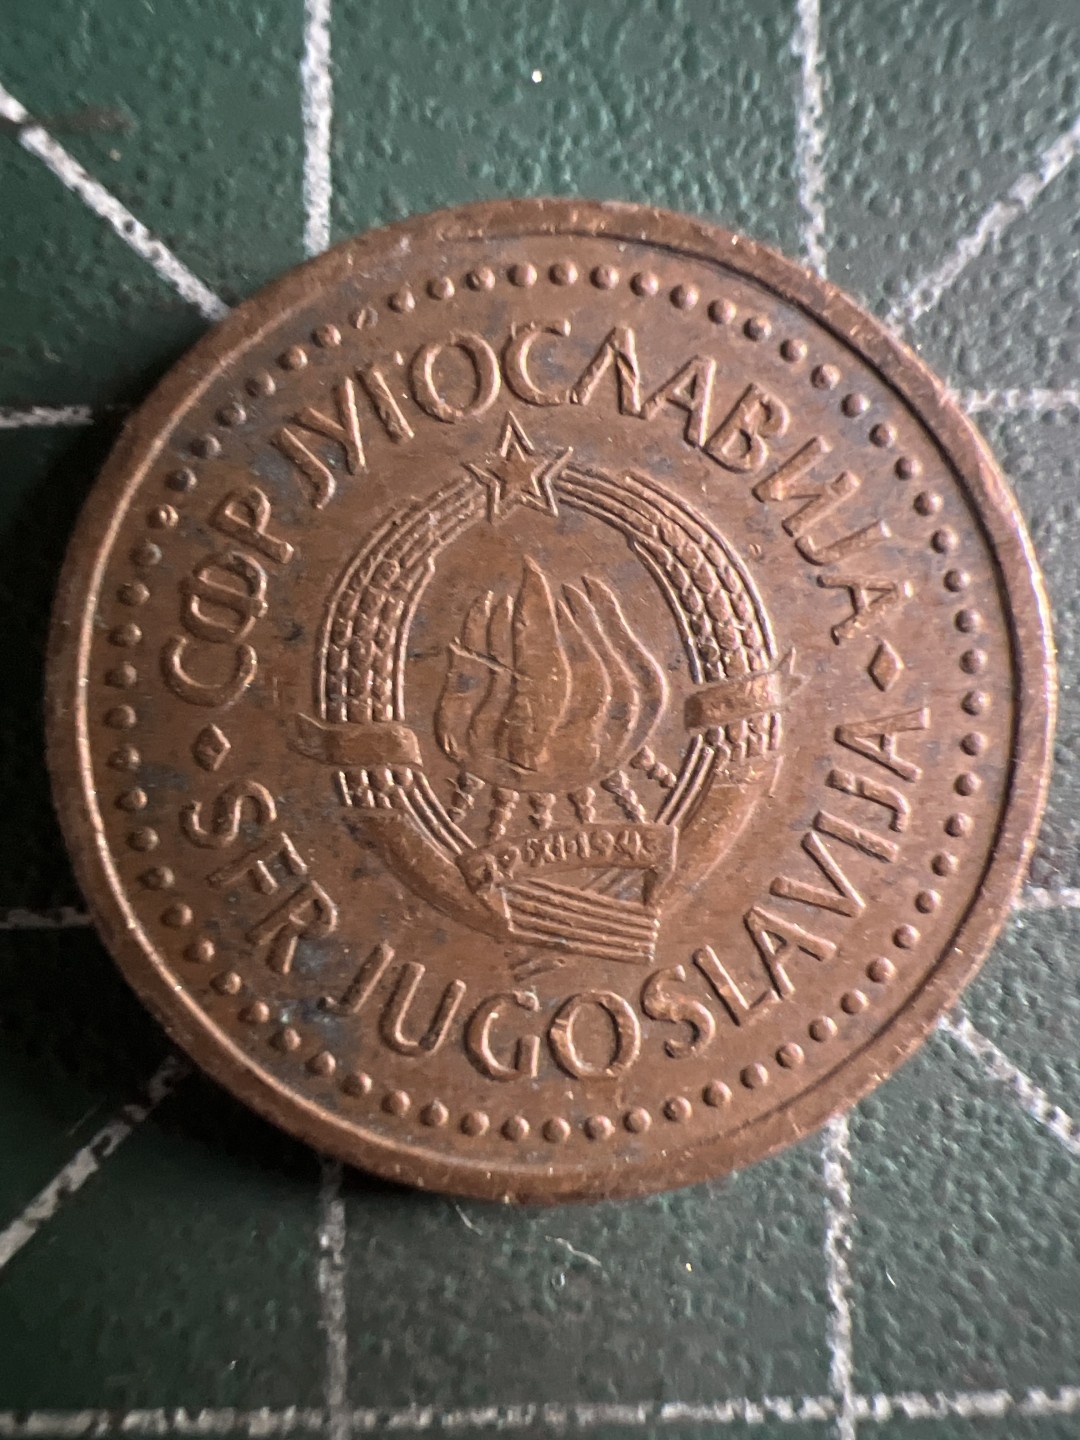 СФР ЈУГОСЛАВИЈА
SFR JUGOSLAVIJA
29·XI·1943